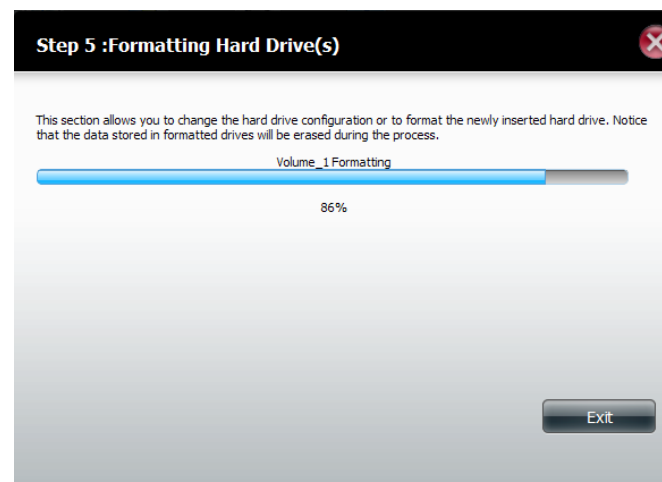 Step 5 :Formatting Hard Drive(s)
This section allows you to change the hard drive configuration or to format the newly inserted hard drive. Notice
that the data stored in formatted drives will be erased during the process.
Volume_1 Formatting
86%
Exit